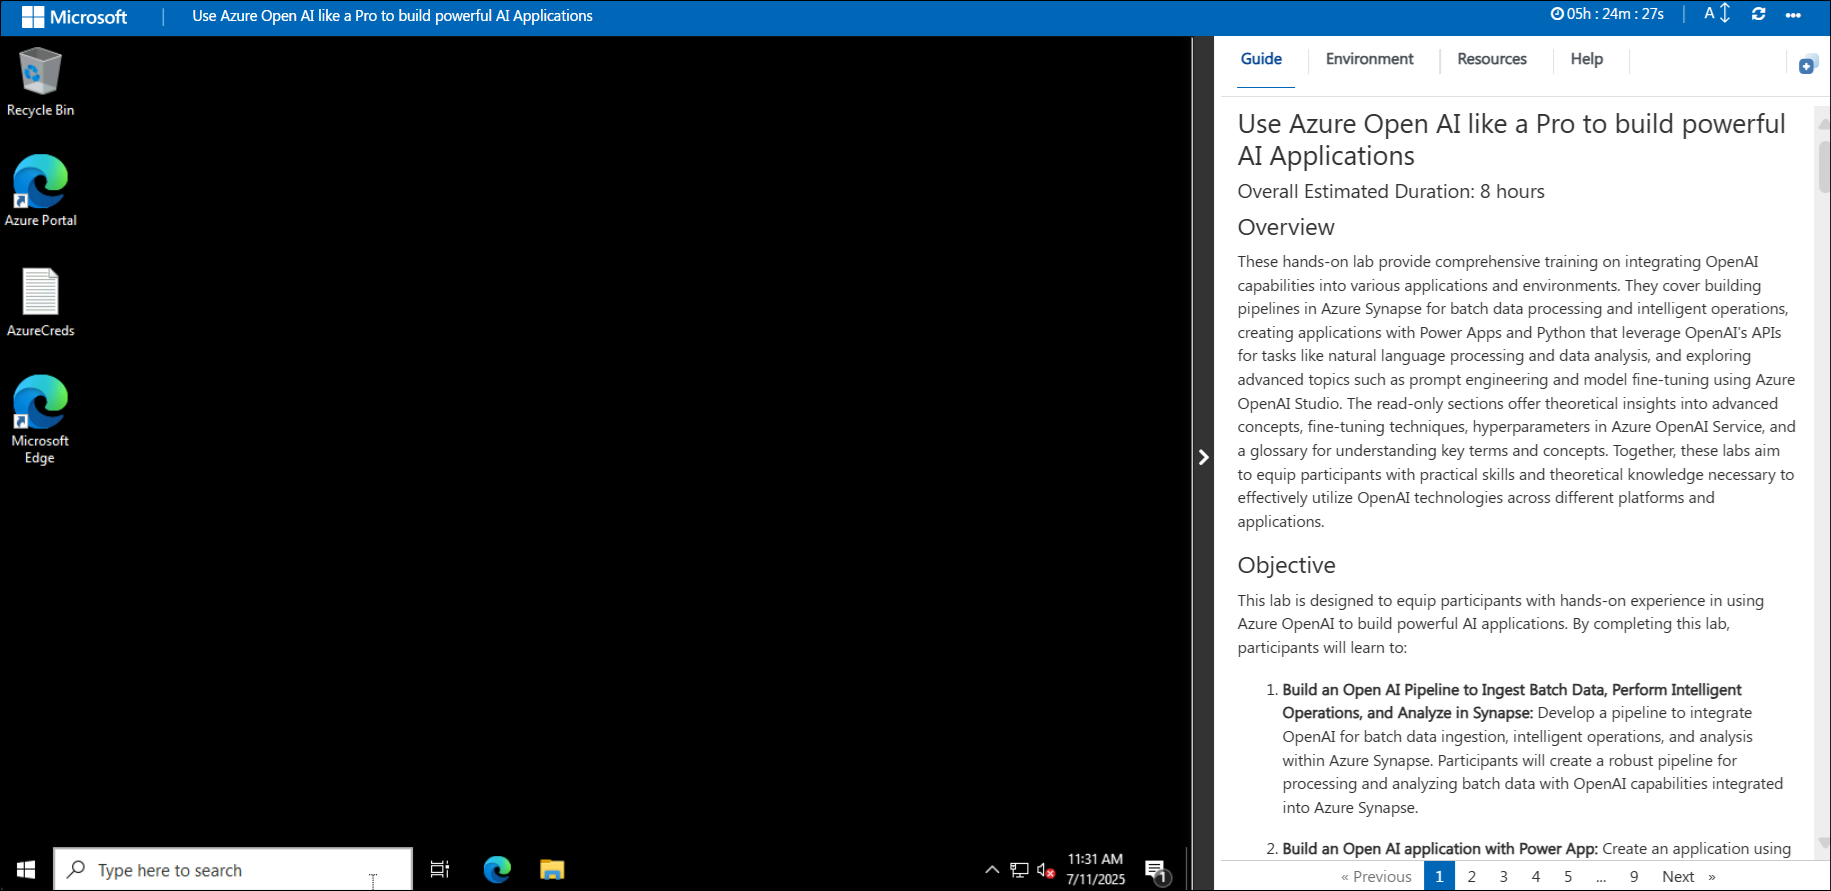 Microsoft
Use Azure Open AI like a Pro to build powerful AI Applications
05h : 24m : 27s
A
Recycle Bin
Azure Portal
AzureCreds
Microsoft
Edge
Type here to search
11:31 AM
7/11/2025
1
Guide
Environment
Resources
Help
Use Azure Open AI like a Pro to build powerful
AI Applications
Overall Estimated Duration: 8 hours
Overview
These hands-on lab provide comprehensive training on integrating OpenAI
capabilities into various applications and environments. They cover building
pipelines in Azure Synapse for batch data processing and intelligent operations,
creating applications with Power Apps and Python that leverage OpenAI's APIs
for tasks like natural language processing and data analysis, and exploring
advanced topics such as prompt engineering and model fine-tuning using Azure
OpenAI Studio. The read-only sections offer theoretical insights into advanced
concepts, fine-tuning techniques, hyperparameters in Azure OpenAI Service, and
a glossary for understanding key terms and concepts. Together, these labs aim
to equip participants with practical skills and theoretical knowledge necessary to
effectively utilize OpenAI technologies across different platforms and
applications.
Objective
This lab is designed to equip participants with hands-on experience in using
Azure OpenAI to build powerful AI applications. By completing this lab,
participants will learn to:
1. Build an Open AI Pipeline to Ingest Batch Data, Perform Intelligent
Operations, and Analyze in Synapse: Develop a pipeline to integrate
OpenAI for batch data ingestion, intelligent operations, and analysis
within Azure Synapse. Participants will create a robust pipeline for
processing and analyzing batch data with OpenAI capabilities integrated
into Azure Synapse.
2. Build an Open AI application with Power App: Create an application using
« Previous 1 2 3 4 5 ... 9 Next »